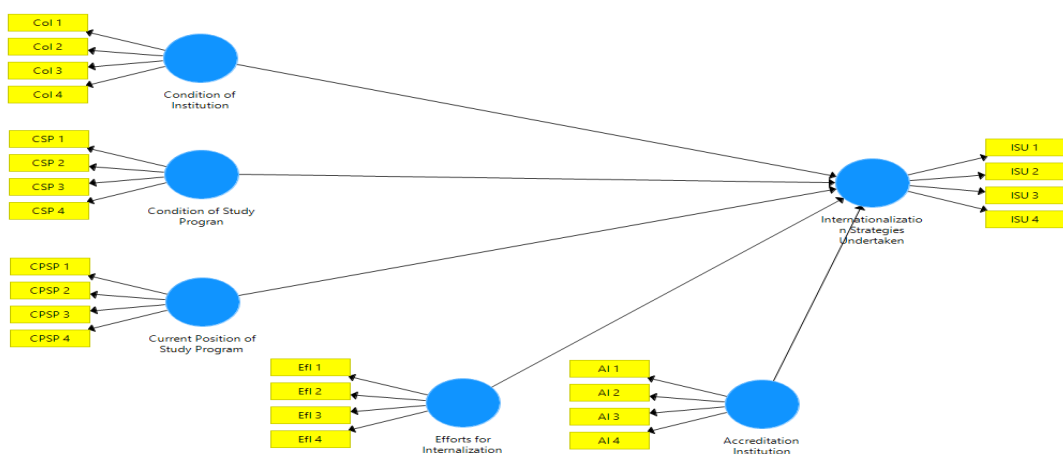 CoI 1
CoI 2
CoI 3
CoI 4
Condition of
Institution
CSP 1
CSP 2
CSP 3
CSP 4
Condition of Study
Progran
CPSP 1
CPSP 2
CPSP 3
CPSP 4
Current Position of
Study Program
EfI 1
EfI 2
EfI 3
EfI 4
Efforts for
Internalization
AI 1
AI 2
AI 3
AI 4
Accreditation
Institution
Internationalizatio
n Strategies
Undertaken
ISU 1
ISU 2
ISU 3
ISU 4